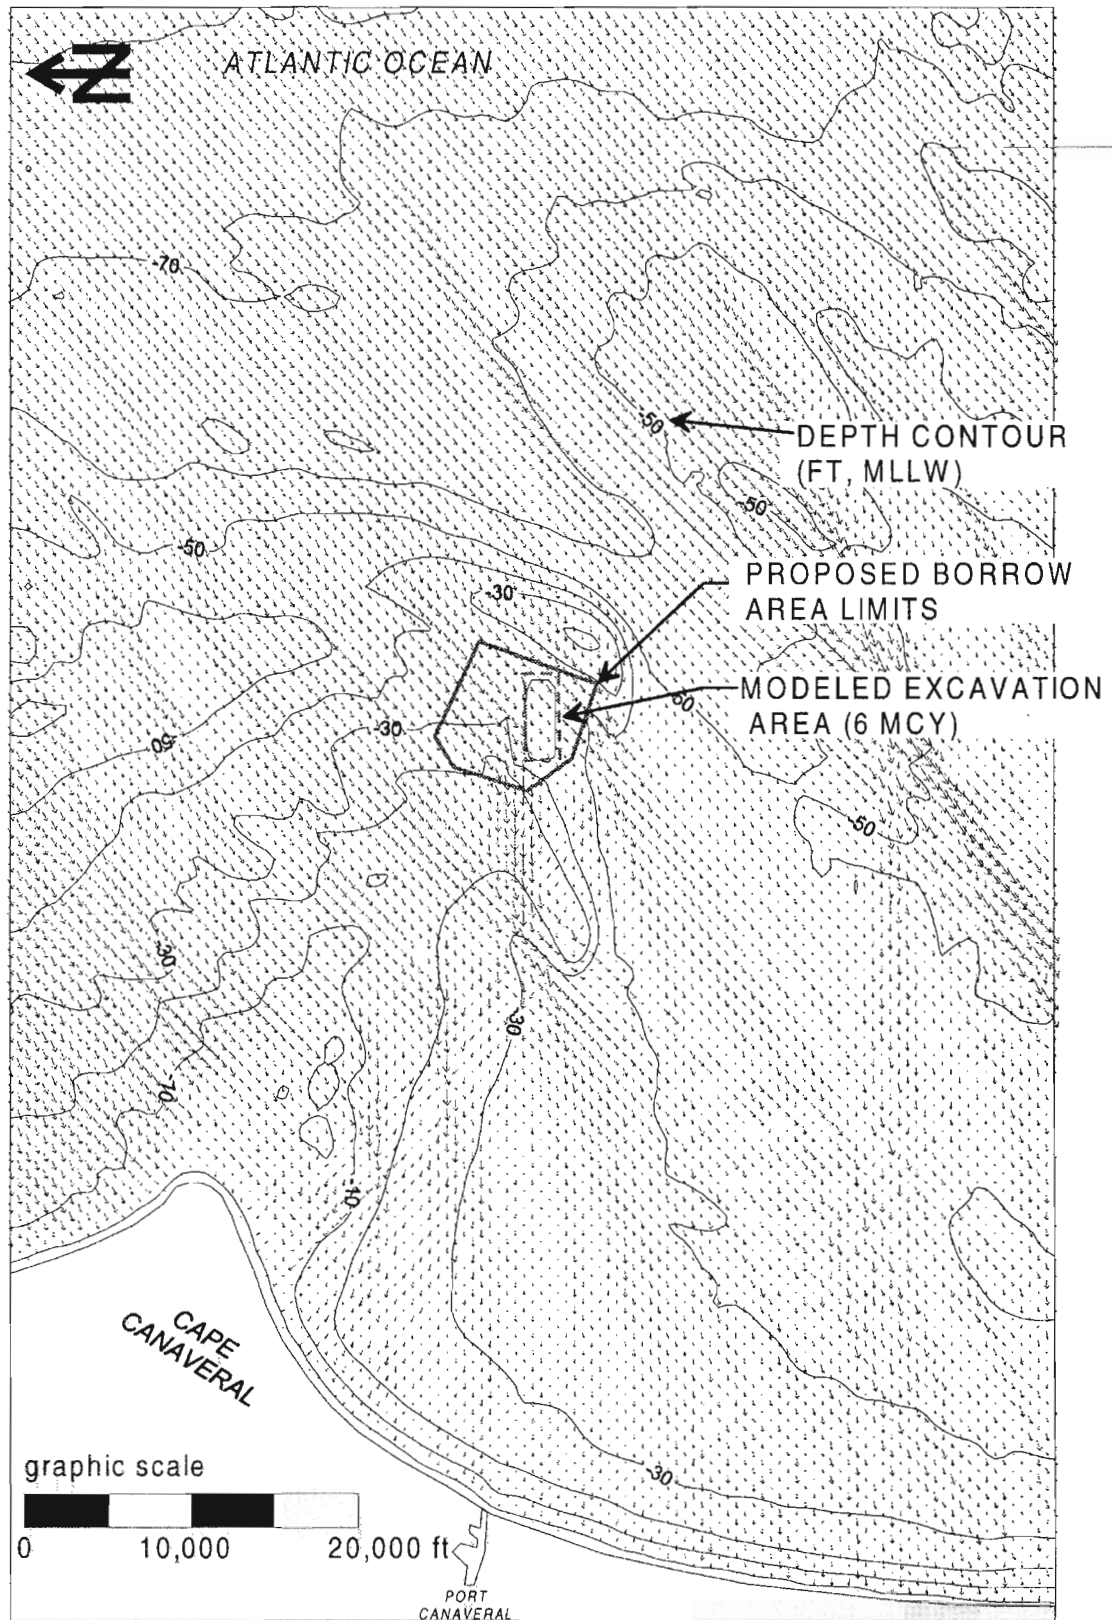 N
ATLANTIC OCEAN
-70
-50
DEPTH CONTOUR
(FT, MLLW)
-50
-50
PROPOSED BORROW
AREA LIMITS
-30
MODELED EXCAVATION
AREA (6 MCY)
-30
-50
-30
-30
-10
CAPE
CANAVERAL
graphic scale
-30
0 10,000 20,000 ft
PORT
CANAVERAL